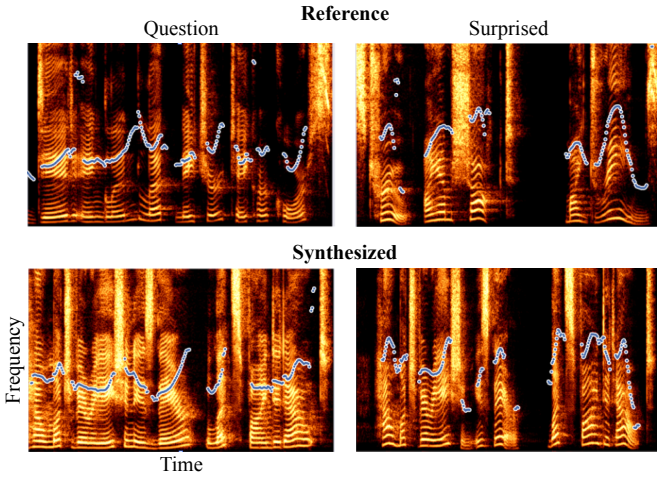 Reference
Question Surprised
Synthesized
Frequency
Time